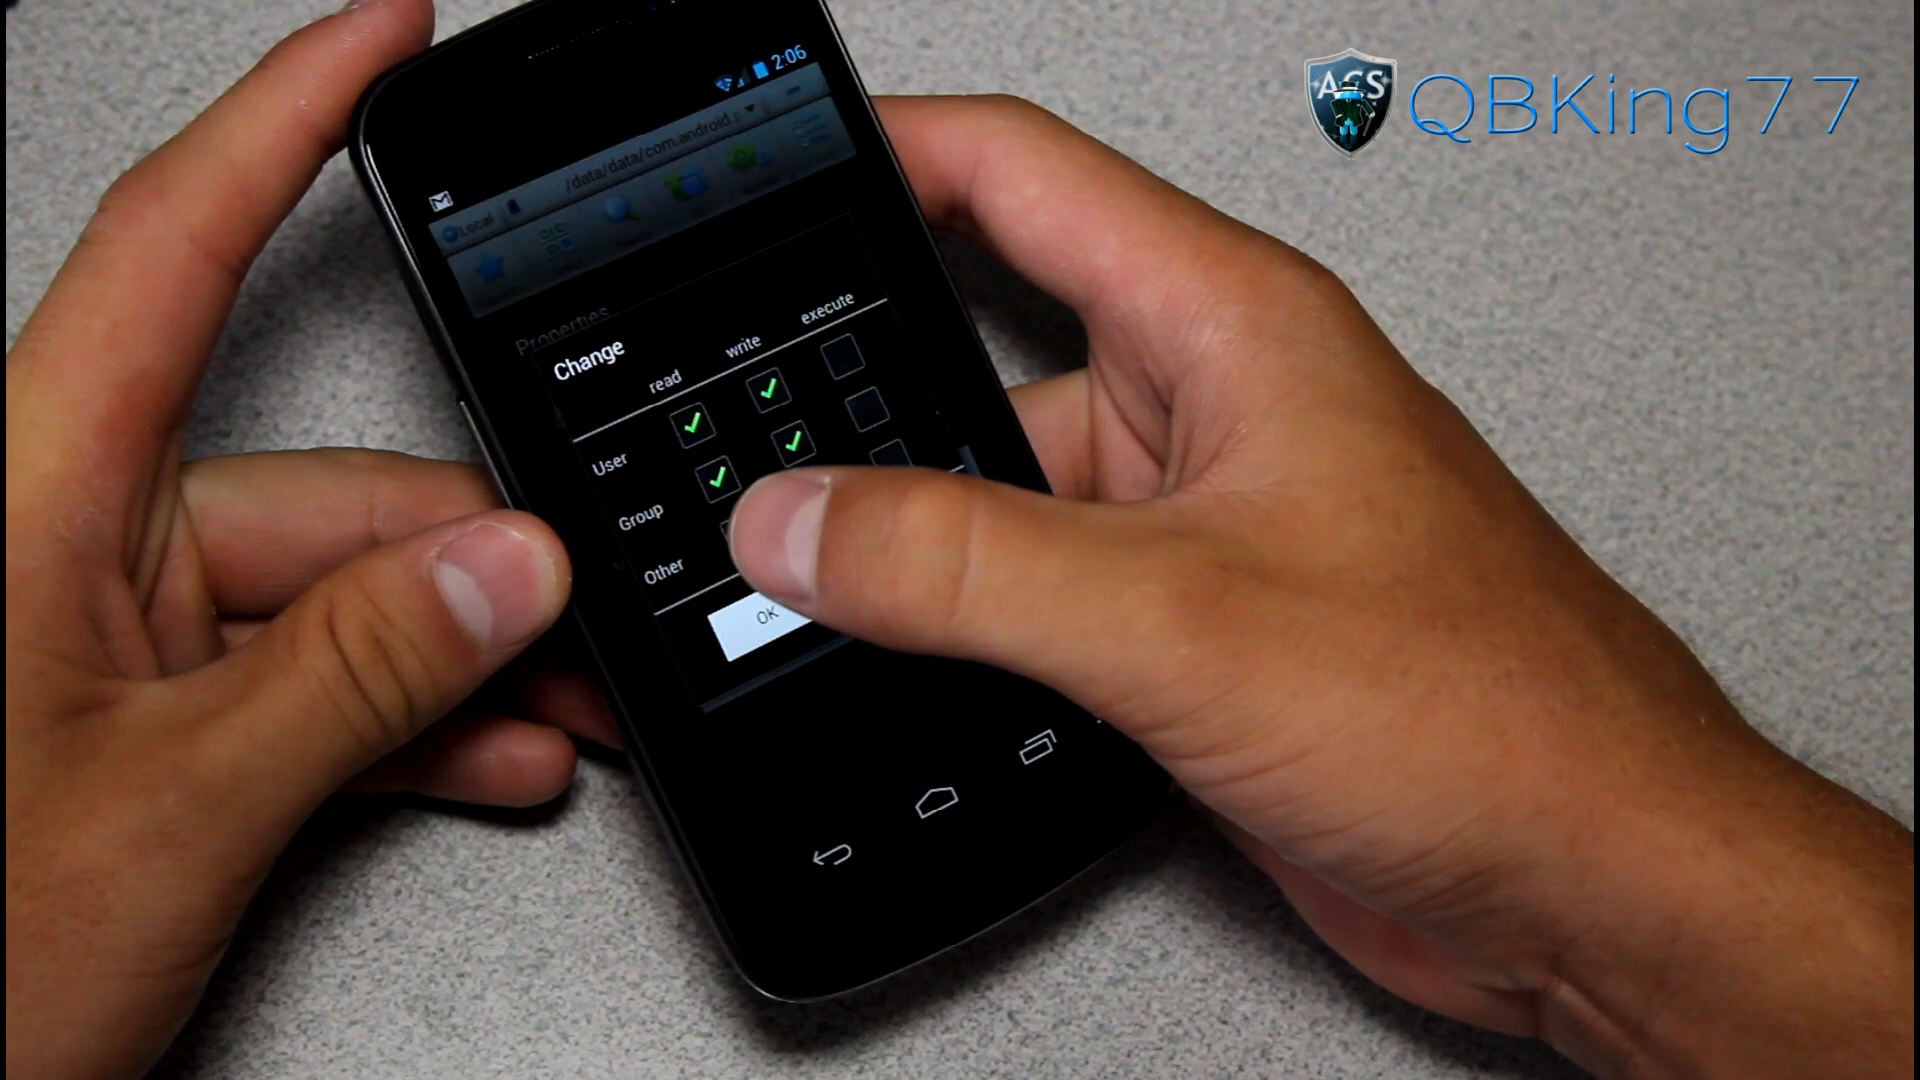 ACS QBKing77
2:06
Local /data/data/com.android.
Properties
Change
read write execute
User
Group
Other
OK